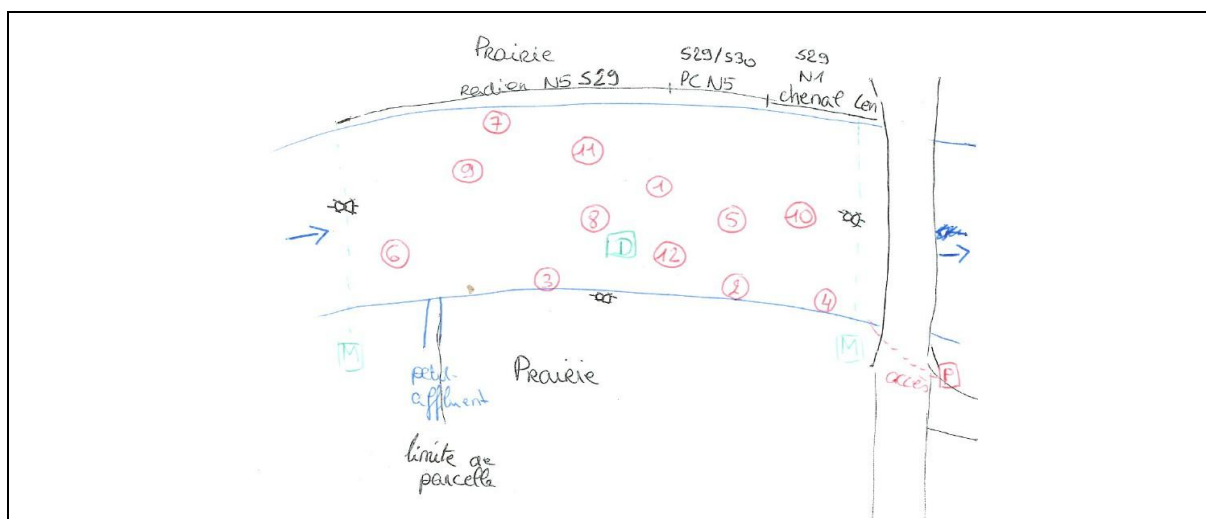 Prairie
Radier N5 S29
S29/S30
PC N5
S29
N1
chenal len
7
11
9
1
8
5
10
D
6
12
3
2
4
M
M
petit
affluent
Prairie
accès
P
limite de
parcelle